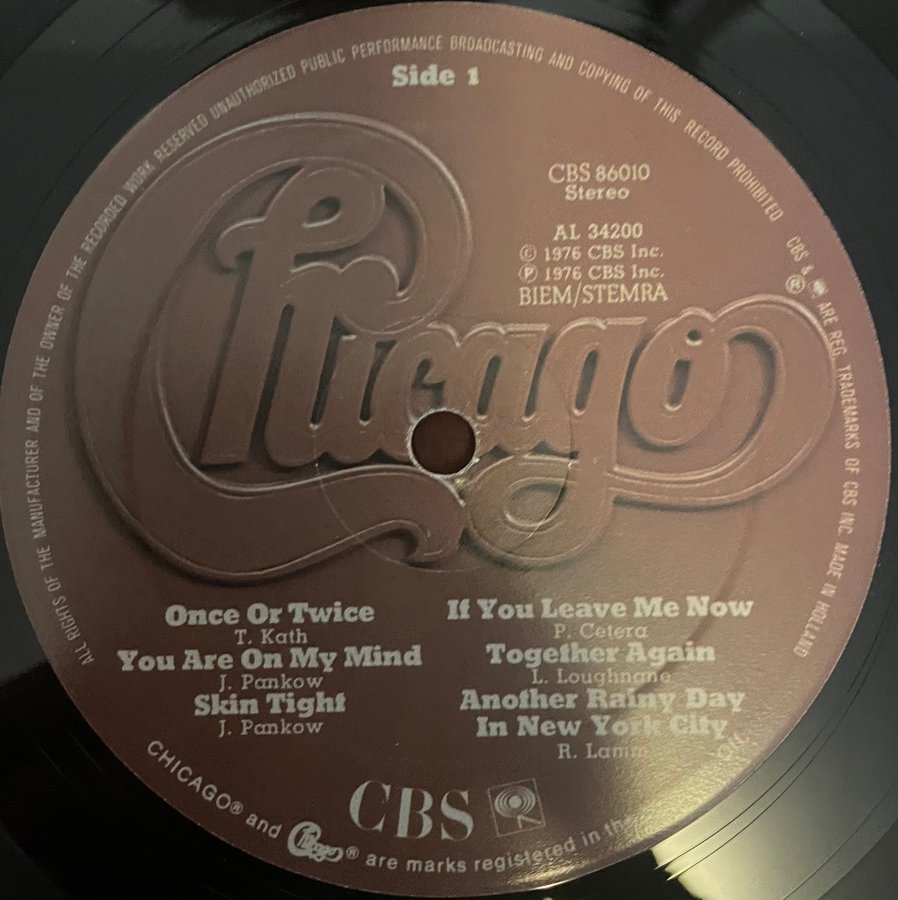 ALL RIGHTS OF THE MANUFACTURER AND OF THE OWNER OF THE RECORDED WORK RESERVED UNAUTHORIZED PUBLIC PERFORMANCE BROADCASTING AND COPYING OF THIS RECORD PROHIBITED
CBS & ARE REG. TRADEMARKS OF CBS INC. MADE IN HOLLAND
Side 1
CBS 86010
Stereo
AL 34200
© 1976 CBS Inc.
℗ 1976 CBS Inc.
BIEM/STEMRA
Chicago
Once Or Twice
T. Kath
You Are On My Mind
J. Pankow
Skin Tight
J. Pankow
If You Leave Me Now
P. Cetera
Together Again
L. Loughnane
Another Rainy Day
In New York City
R. Lamm
CBS
CHICAGO® and Chicago® are marks registered in the